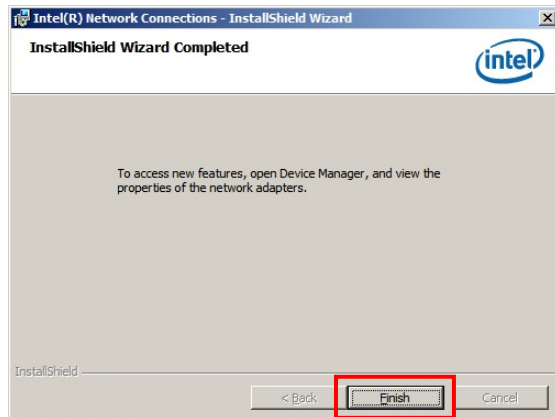 Intel(R) Network Connections - InstallShield Wizard
InstallShield Wizard Completed
intel
To access new features, open Device Manager, and view the
properties of the network adapters.
InstallShield
< Back
Finish
Cancel